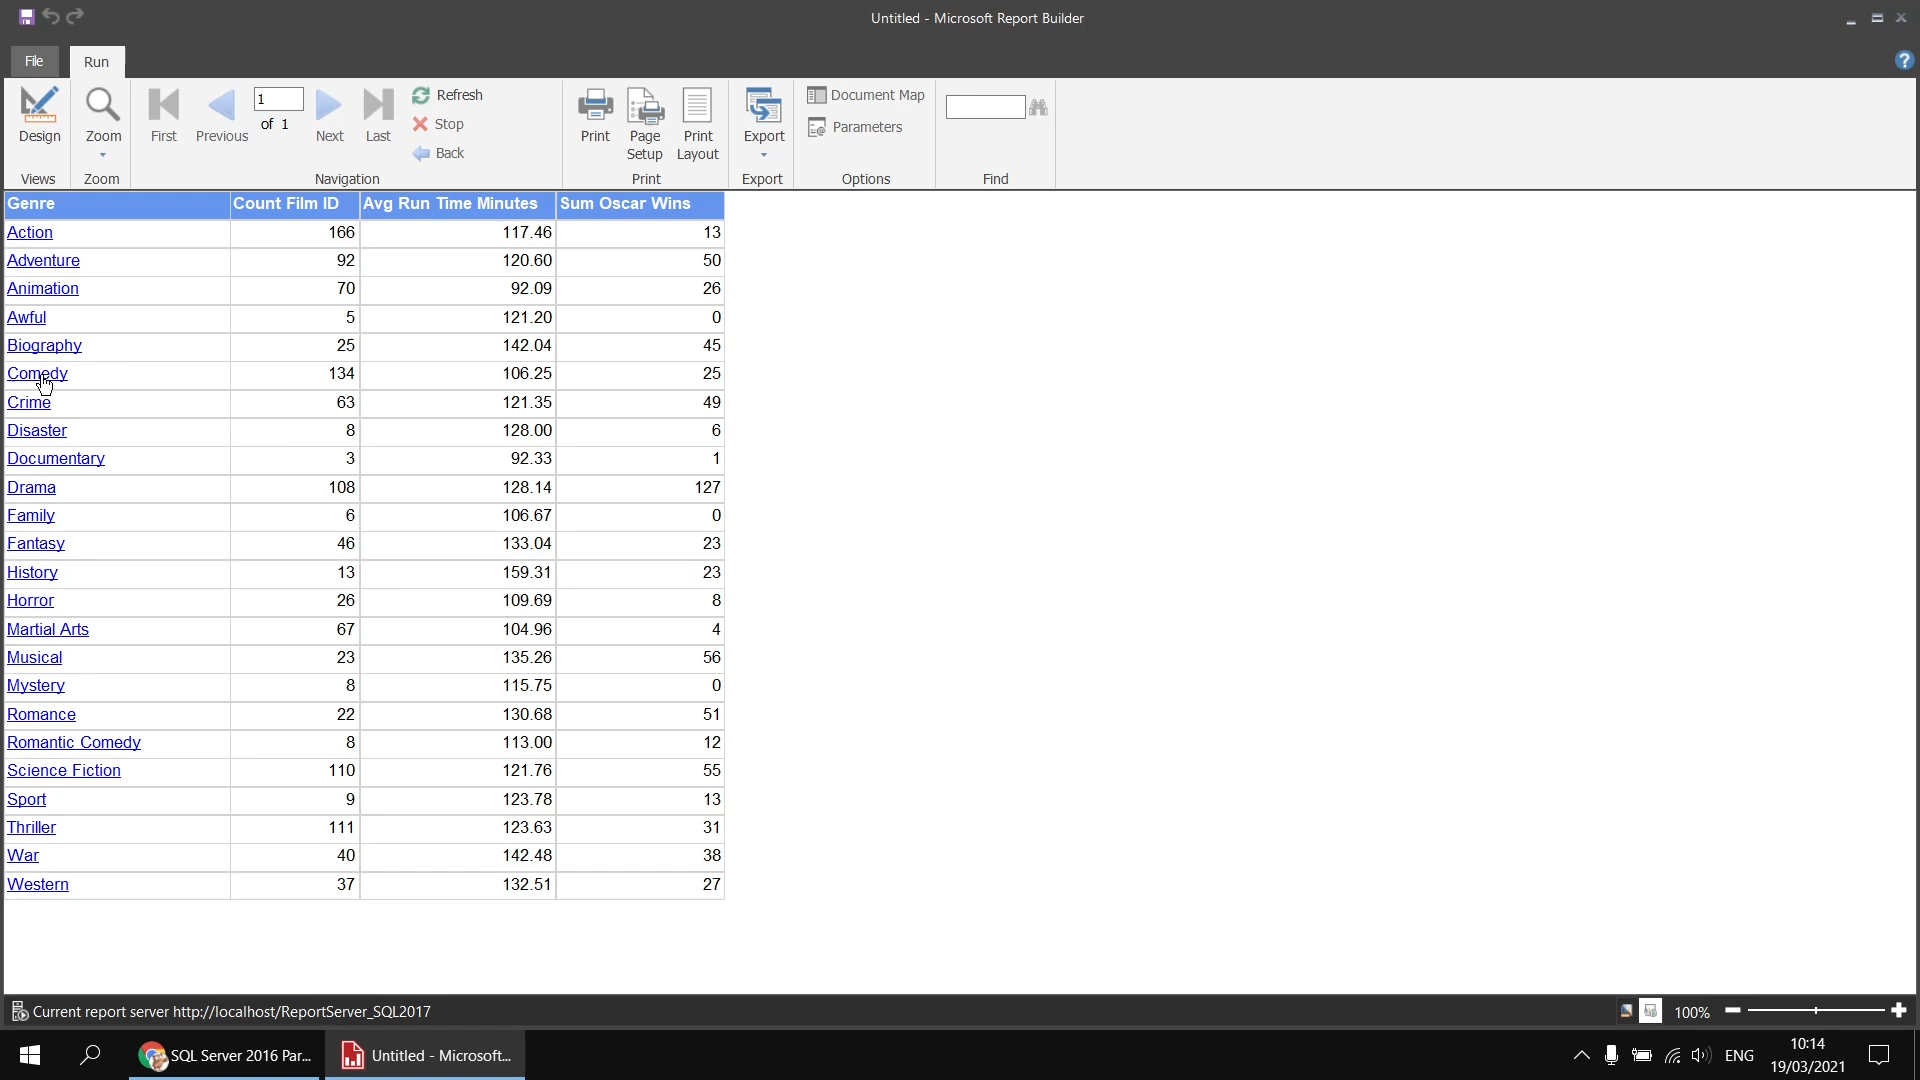 Untitled - Microsoft Report Builder
File Run
Design
Zoom
First
Previous
1
of 1
Next
Last
Refresh
Stop
Back
Print
Page Setup
Print Layout
Export
Document Map
Parameters
Views Zoom Navigation Print Export Options Find
Genre Count Film ID Avg Run Time Minutes Sum Oscar Wins
Action 166 117.46 13
Adventure 92 120.60 50
Animation 70 92.09 26
Awful 5 121.20 0
Biography 25 142.04 45
Comedy 134 106.25 25
Crime 63 121.35 49
Disaster 8 128.00 6
Documentary 3 92.33 1
Drama 108 128.14 127
Family 6 106.67 0
Fantasy 46 133.04 23
History 13 159.31 23
Horror 26 109.69 8
Martial Arts 67 104.96 4
Musical 23 135.26 56
Mystery 8 115.75 0
Romance 22 130.68 51
Romantic Comedy 8 113.00 12
Science Fiction 110 121.76 55
Sport 9 123.78 13
Thriller 111 123.63 31
War 40 142.48 38
Western 37 132.51 27
Current report server http://localhost/ReportServer_SQL2017 100%
SQL Server 2016 Par... Untitled - Microsoft... ENG
10:14
19/03/2021